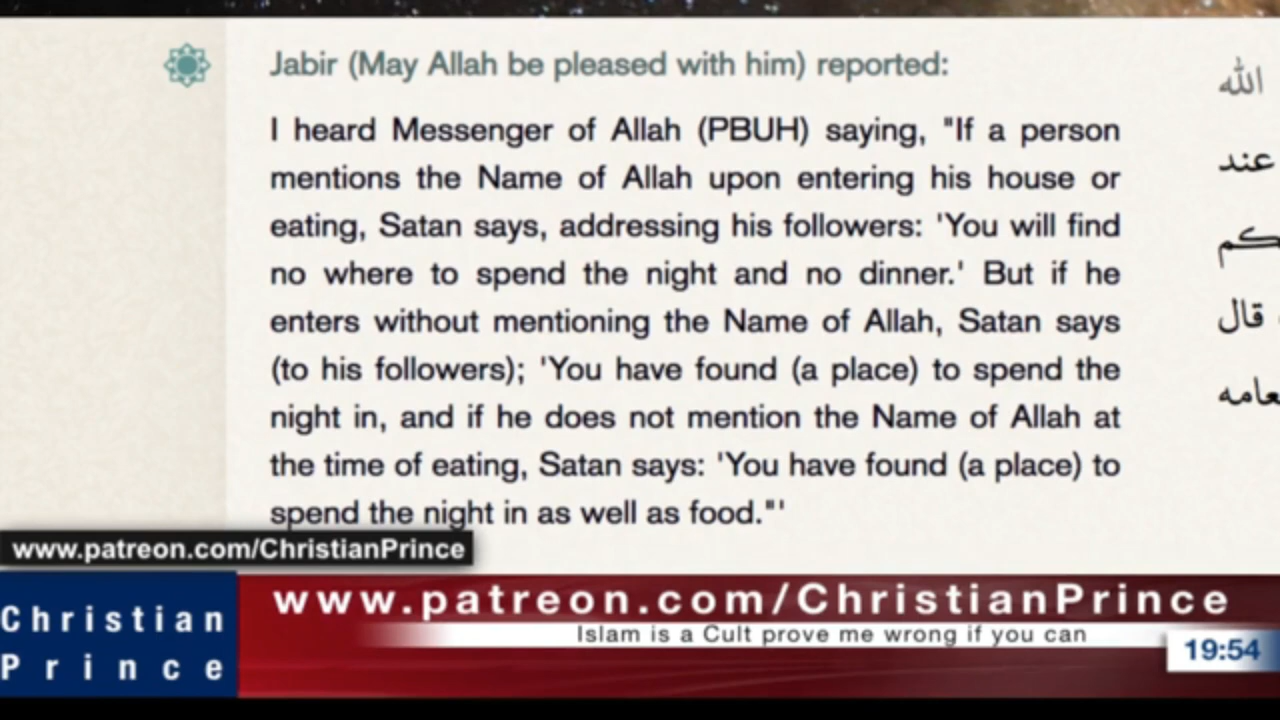 Jabir (May Allah be pleased with him) reported:
I heard Messenger of Allah (PBUH) saying, "If a person
mentions the Name of Allah upon entering his house or
eating, Satan says, addressing his followers: 'You will find
no where to spend the night and no dinner.' But if he
enters without mentioning the Name of Allah, Satan says
(to his followers); 'You have found (a place) to spend the
night in, and if he does not mention the Name of Allah at
the time of eating, Satan says: 'You have found (a place) to
spend the night in as well as food."'
الله
عند
كم
قال
عامه
www.patreon.com/ChristianPrince
Christian
Prince
www.patreon.com/ChristianPrince
Islam is a Cult prove me wrong if you can
19:54